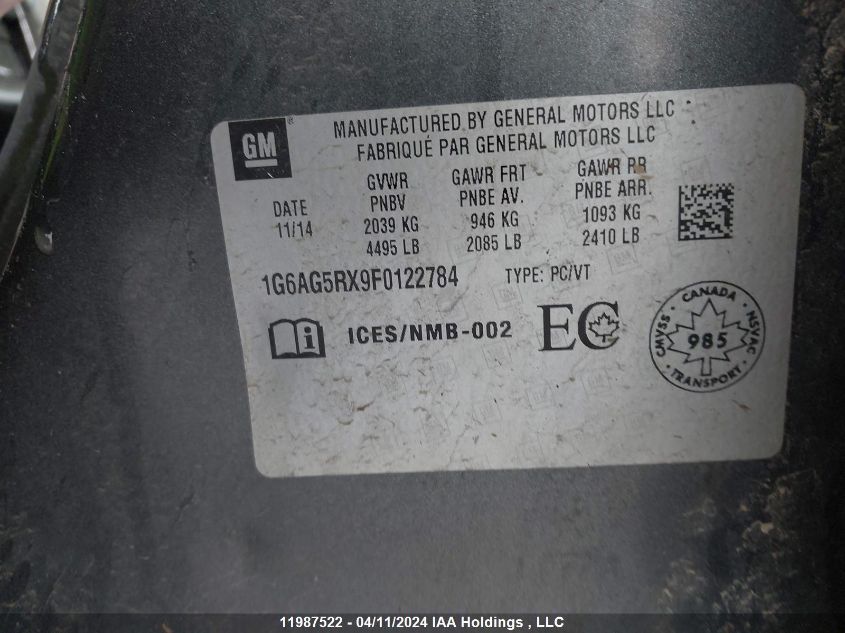 GM
®
MANUFACTURED BY GENERAL MOTORS LLC
FABRIQUÉ PAR GENERAL MOTORS LLC
DATE
11/14
GVWR
PNBV
2039 KG
4495 LB
GAWR FRT
PNBE AV.
946 KG
2085 LB
GAWR RR
PNBE ARR.
1093 KG
2410 LB
1G6AG5RX9F0122784 TYPE: PC/VT
i ICES/NMB-002 EC
CANADA
CMVSS 985 NSVAC
TRANSPORT
11987522 - 04/11/2024 IAA Holdings , LLC